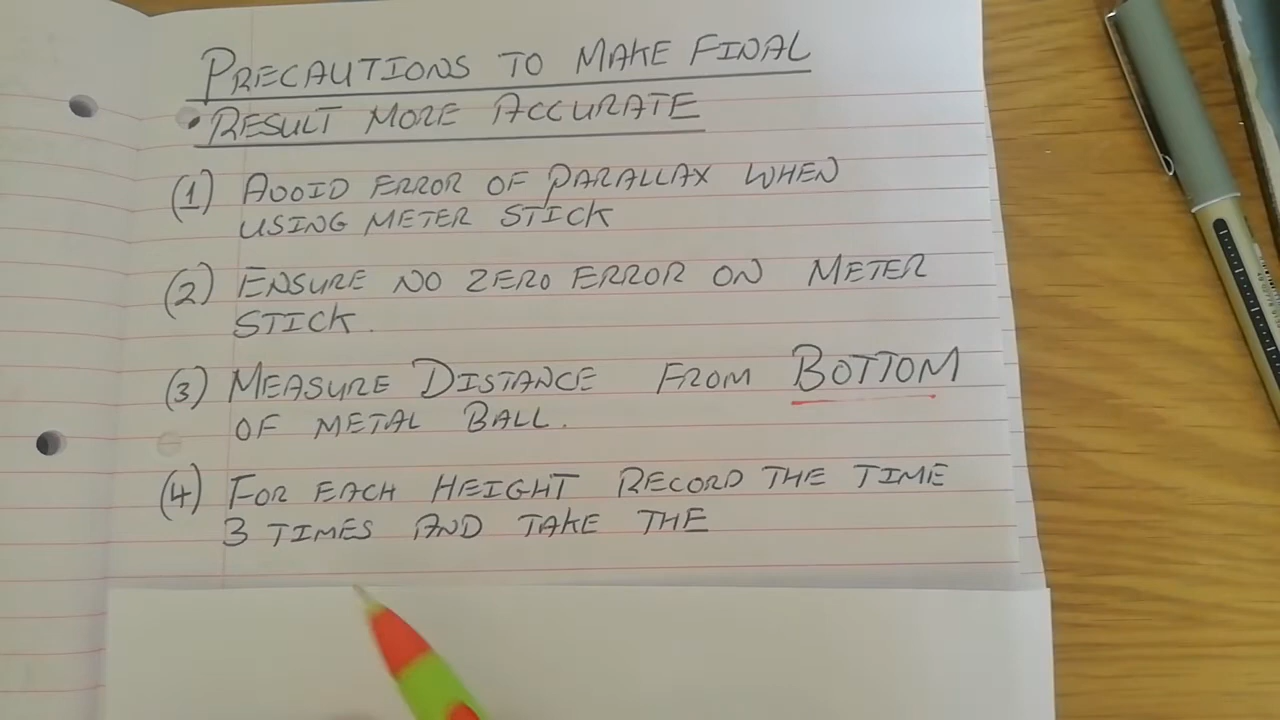 PRECAUTIONS TO MAKE FINAL
• RESULT MORE ACCURATE
(1) AVOID ERROR OF PARALLAX WHEN
USING METER STICK
(2) ENSURE NO ZERO ERROR ON METER
STICK.
(3) MEASURE DISTANCE FROM BOTTOM
OF METAL BALL.
(4) FOR EACH HEIGHT RECORD THE TIME
3 TIMES AND TAKE THE